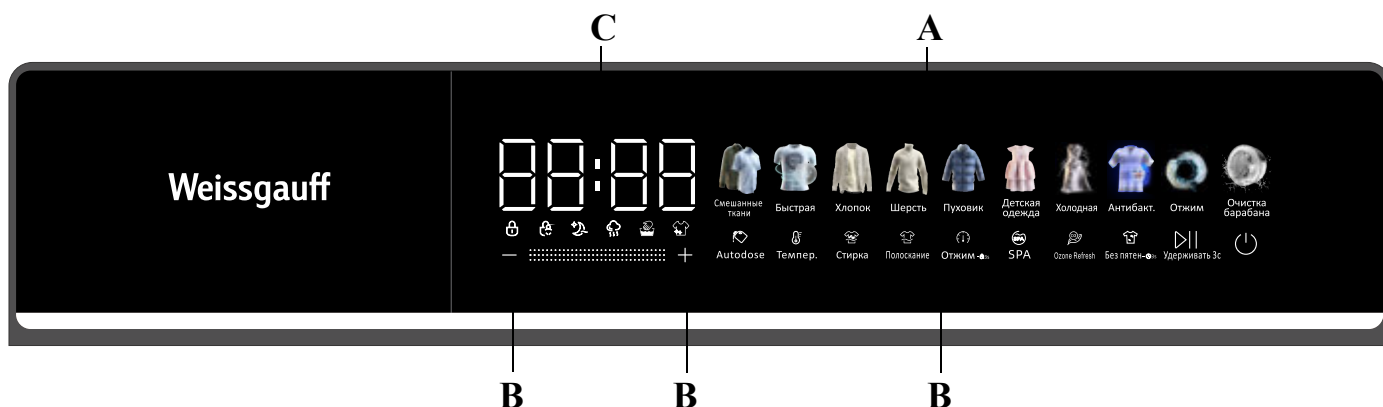 C
A
Weissgauff
88:88
Смешанные
ткани
Быстрая
Хлопок
Шерсть
Пуховик
Детская
одежда
Холодная
Антибакт.
Отжим
Очистка
барабана
Autodose
Темпер.
Стирка
Полоскание
Отжим
SPA
SPA
Ozone Refresh
Без пятен
Удерживать 3с
B
B
B